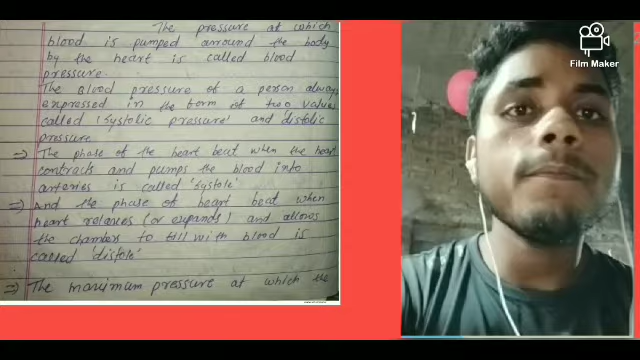 The pressure at which
blood is pumped arround the body
by the heart is called blood
pressure.
The Blood pressure of a person always
expressed in the form of two values
called 'systolic pressure' and distolic
pressure.
⇒ The phase of the heart beat when the heart
contracts and pumps the blood into
arteries is called 'systole'
⇒ And the phase of heart beat when
heart relaxes (or expands) and allows
the chambers to fill with blood is
called 'distole'
⇒ The maximum pressure at which the
Film Maker